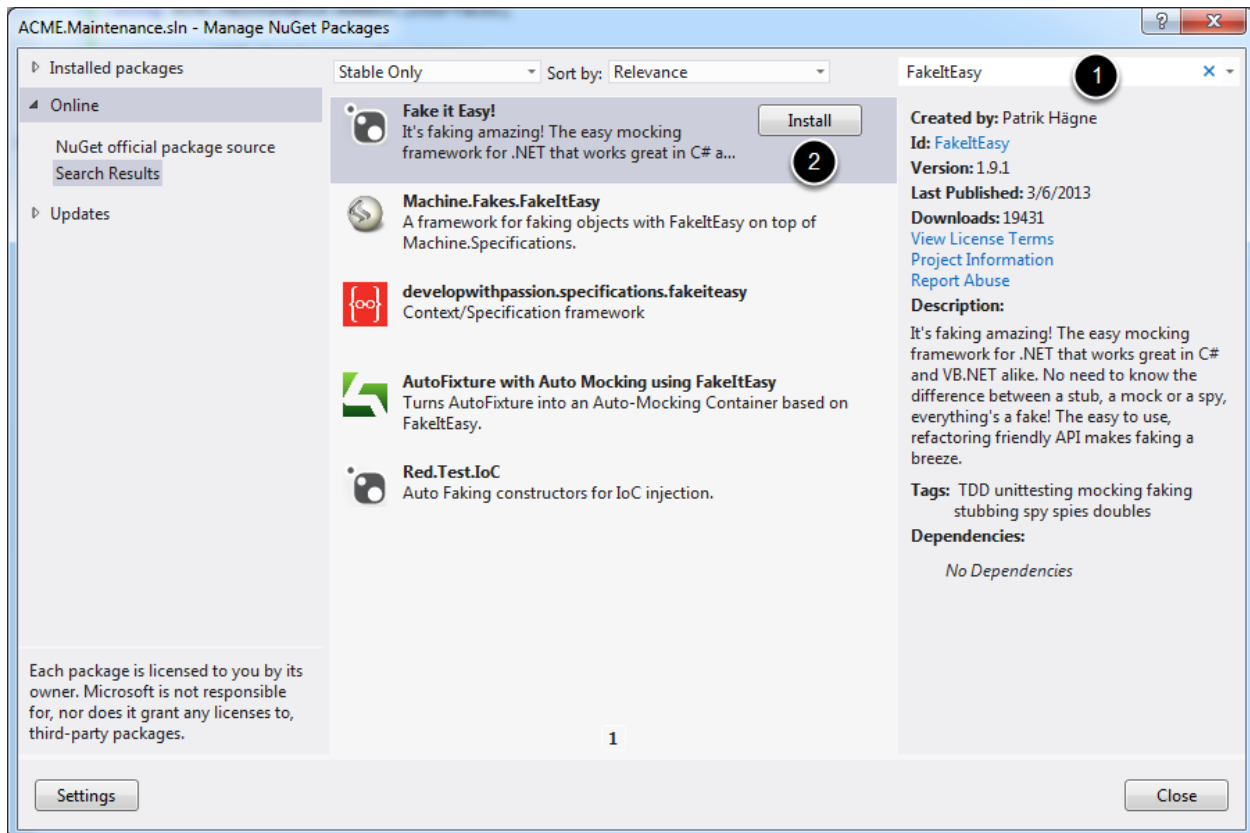 ACME.Maintenance.sln - Manage NuGet Packages
?
Installed packages
Online
NuGet official package source
Search Results
Updates
Each package is licensed to you by its
owner. Microsoft is not responsible
for, nor does it grant any licenses to,
third-party packages.
Settings
Stable Only
Sort by: Relevance
Fake it Easy!
It's faking amazing! The easy mocking
framework for .NET that works great in C# a...
Install
2
Machine.Fakes.FakeItEasy
A framework for faking objects with FakeItEasy on top of
Machine.Specifications.
developwithpassion.specifications.fakeiteasy
Context/Specification framework
AutoFixture with Auto Mocking using FakeItEasy
Turns AutoFixture into an Auto-Mocking Container based on
FakeItEasy.
Red.Test.IoC
Auto Faking constructors for IoC injection.
1
FakeItEasy
1
Created by: Patrik Hägne
Id: FakeItEasy
Version: 1.9.1
Last Published: 3/6/2013
Downloads: 19431
View License Terms
Project Information
Report Abuse
Description:
It's faking amazing! The easy mocking
framework for .NET that works great in C#
and VB.NET alike. No need to know the
difference between a stub, a mock or a spy,
everything's a fake! The easy to use,
refactoring friendly API makes faking a
breeze.
Tags: TDD unittesting mocking faking
stubbing spy spies doubles
Dependencies:
No Dependencies
Close